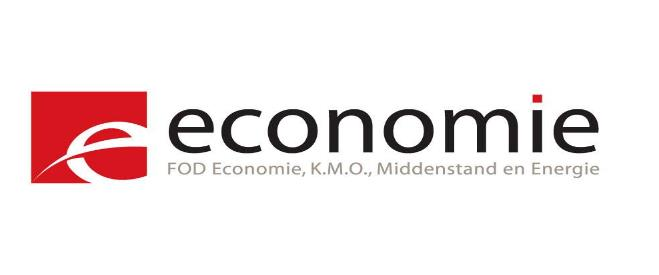 economie
FOD Economie, K.M.O., Middenstand en Energie